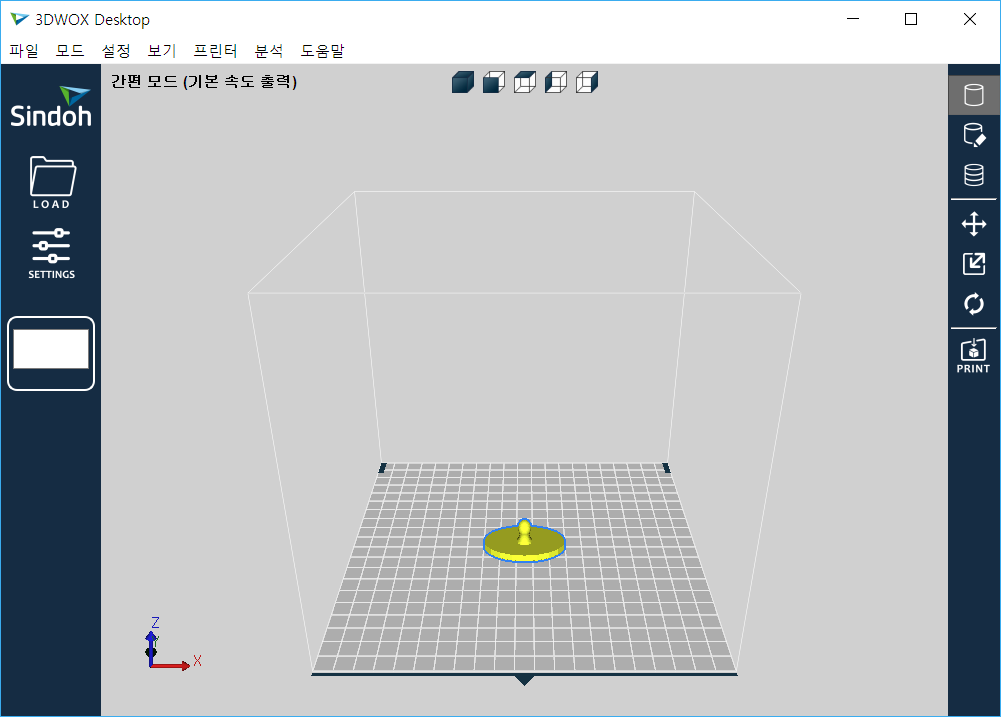 3DWOX Desktop
파일 모드 설정 보기 프린터 분석 도움말
간편 모드 (기본 속도 출력)
Sindoh
LOAD
SETTINGS
PRINT
Z
Y
X